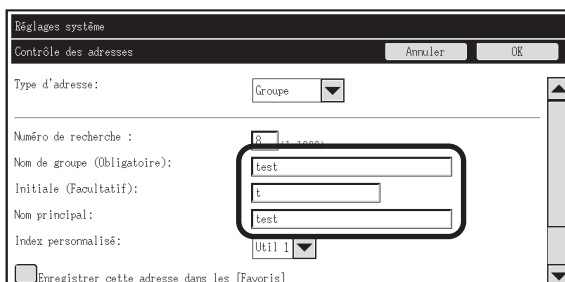 Réglages système
Contrôle des adresses Annuler OK
Type d'adresse: Groupe
Numéro de recherche : 8
Nom de groupe (Obligatoire): test
Initiale (Facultatif): t
Nom principal: test
Index personnalisé: Util 1
Enregistrer cette adresse dans les [Favoris]